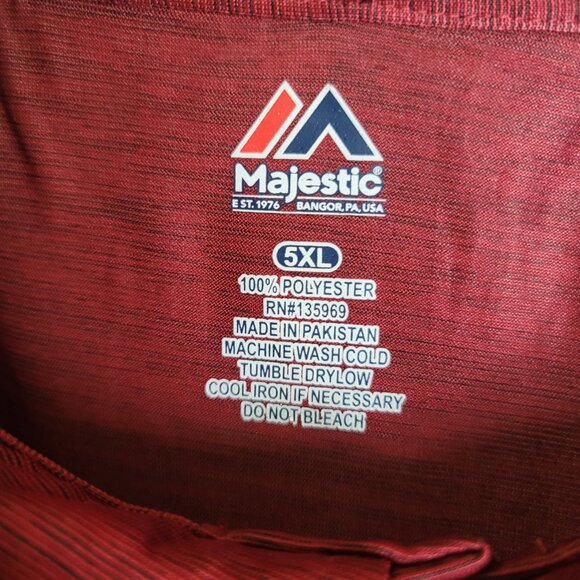 Majestic®
EST. 1976 BANGOR, PA, USA
5XL
100% POLYESTER
RN#135969
MADE IN PAKISTAN
MACHINE WASH COLD
TUMBLE DRYLOW
COOL IRON IF NECESSARY
DO NOT BLEACH